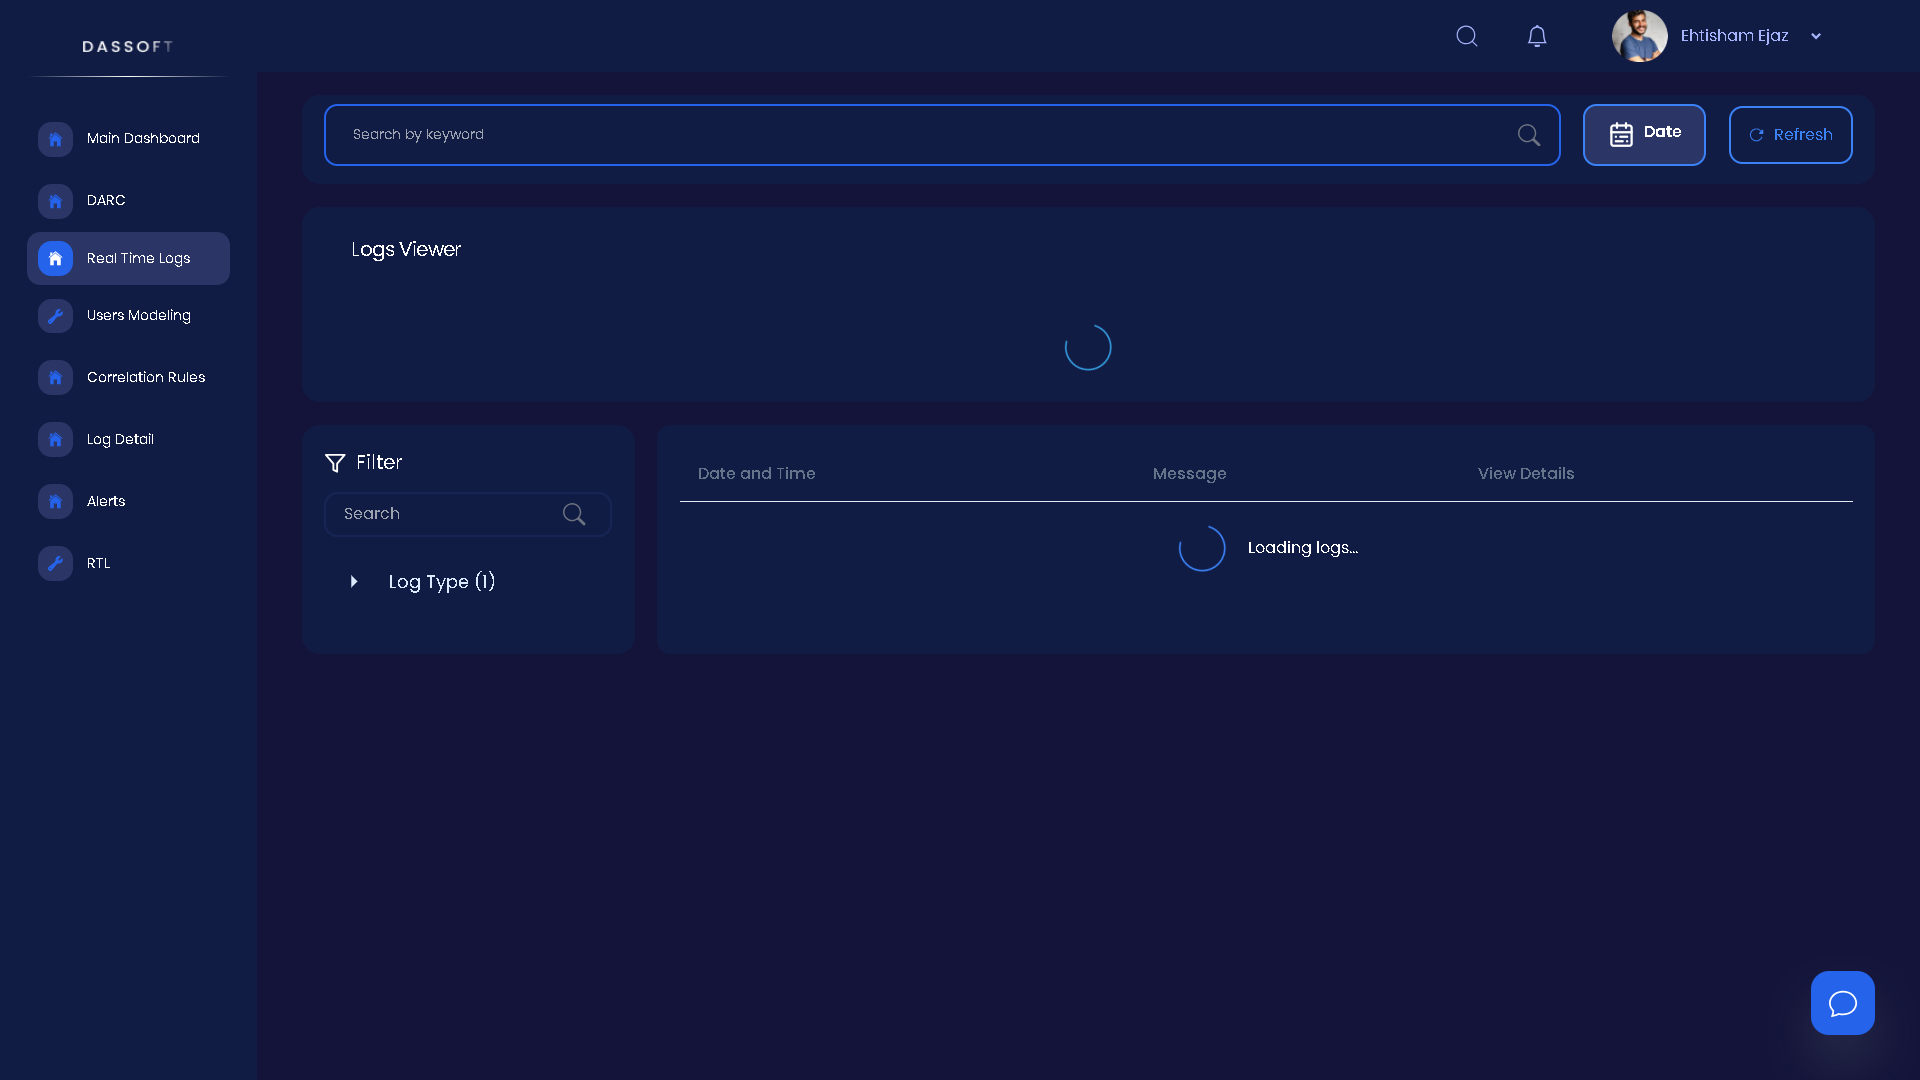 DASSOFT
Ehtisham Ejaz
Main Dashboard
DARC
Real Time Logs
Users Modeling
Correlation Rules
Log Detail
Alerts
RTL
Search by keyword
Date
Refresh
Logs Viewer
Filter
Search
Log Type (1)
Date and Time
Message
View Details
Loading logs...